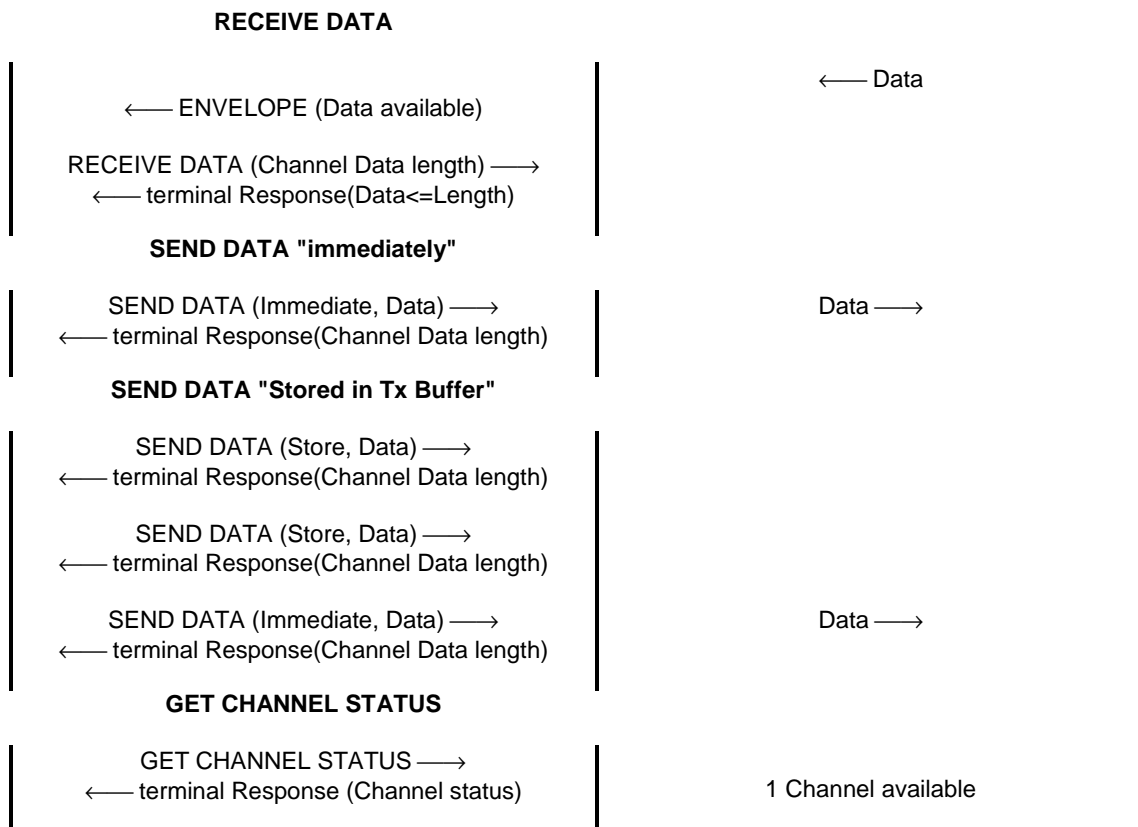 RECEIVE DATA
⟵ Data
⟵ ENVELOPE (Data available)
RECEIVE DATA (Channel Data length) ⟶
⟵ terminal Response(Data<=Length)
SEND DATA "immediately"
SEND DATA (Immediate, Data) ⟶ Data ⟶
⟵ terminal Response(Channel Data length)
SEND DATA "Stored in Tx Buffer"
SEND DATA (Store, Data) ⟶
⟵ terminal Response(Channel Data length)
SEND DATA (Store, Data) ⟶
⟵ terminal Response(Channel Data length)
SEND DATA (Immediate, Data) ⟶ Data ⟶
⟵ terminal Response(Channel Data length)
GET CHANNEL STATUS
GET CHANNEL STATUS ⟶
⟵ terminal Response (Channel status) 1 Channel available